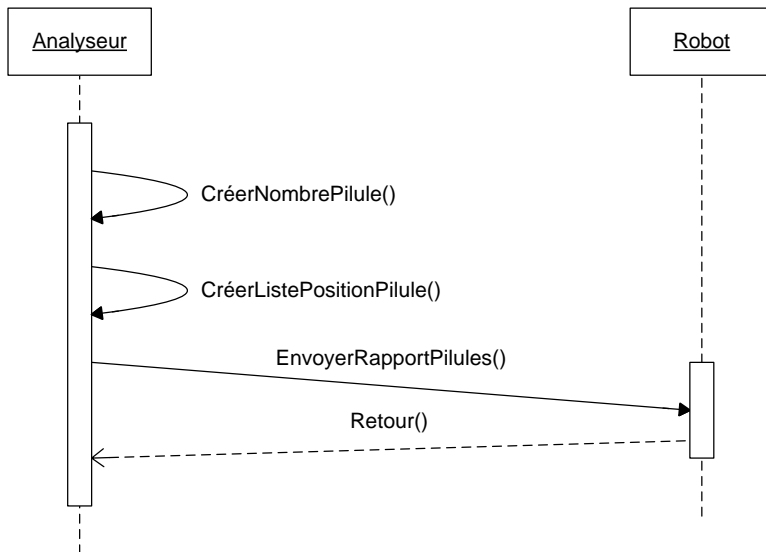 Analyseur
Robot
CréerNombrePilule()
CréerListePositionPilule()
EnvoyerRapportPilules()
Retour()